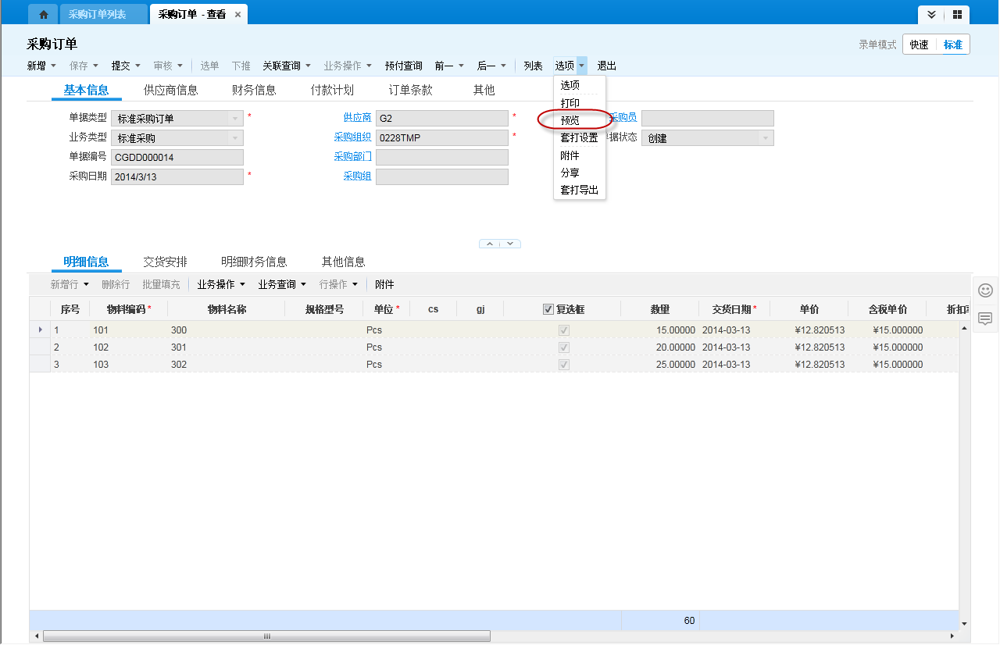 采购订单列表 采购订单 - 查看 ×
采购订单 录单模式 快速 标准
新增 保存 提交 审核 选单 下推 关联查询 业务操作 预付查询 前一 后一 列表 选项 退出
基本信息 供应商信息 财务信息 付款计划 订单条款 其他
选项
打印
预览
套打设置
附件
分享
套打导出
单据类型 标准采购订单 * 供应商 G2 * 采购员
业务类型 标准采购 采购组织 0228TMP * 据状态 创建
单据编号 CGDD000014 采购部门
采购日期 2014/3/13 * 采购组
明细信息 交货安排 明细财务信息 其他信息
新增行 删除行 批量填充 业务操作 业务查询 行操作 附件
序号 物料编码* 物料名称 规格型号 单位* cs gj 复选框 数量 交货日期* 单价 含税单价 折扣
1 101 300 Pcs 15.00000 2014-03-13 ¥12.820513 ¥15.000000
2 102 301 Pcs 20.00000 2014-03-13 ¥12.820513 ¥15.000000
3 103 302 Pcs 25.00000 2014-03-13 ¥12.820513 ¥15.000000
60